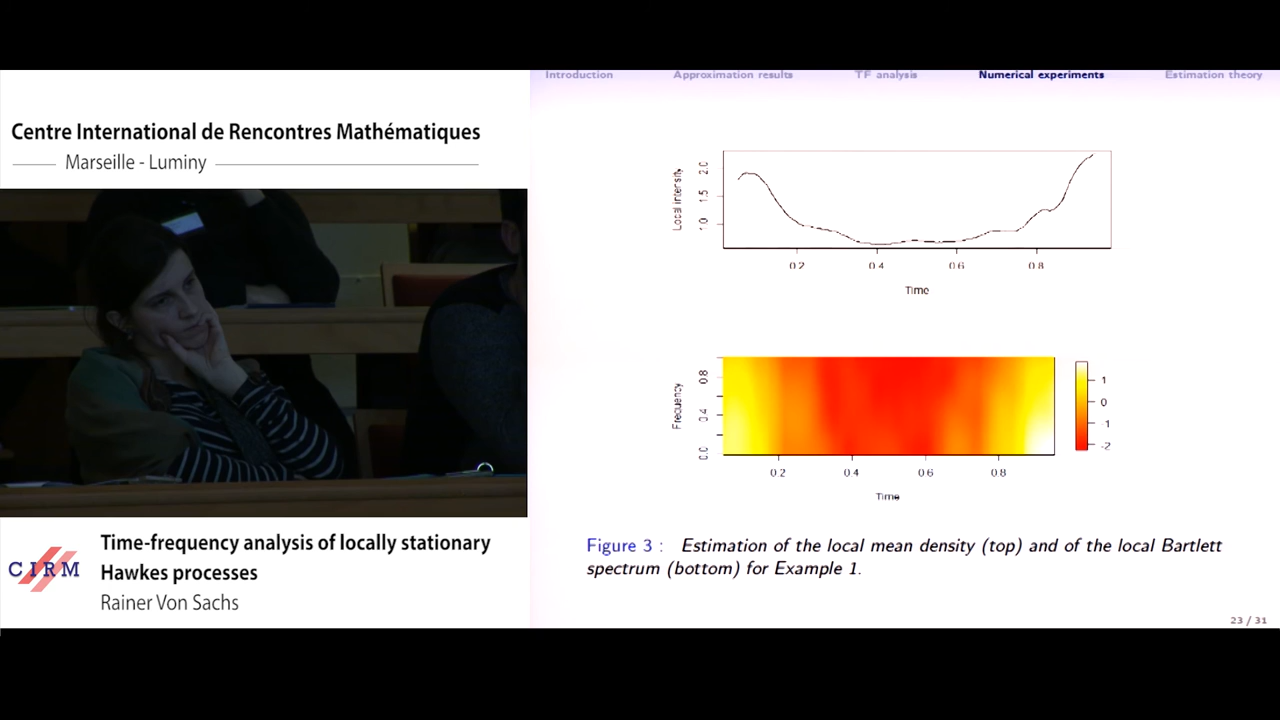 Centre International de Rencontres Mathématiques
Marseille - Luminy
CIRM
Time-frequency analysis of locally stationary
Hawkes processes
Rainer Von Sachs
Introduction Approximation results TF analysis Numerical experiments Estimation theory
Local intensity
1.0 1.5 2.0
0.2 0.4 0.6 0.8
Time
Frequency
0.0 0.4 0.8
0.2 0.4 0.6 0.8
Time
1
0
-1
-2
Figure 3 : Estimation of the local mean density (top) and of the local Bartlett
spectrum (bottom) for Example 1.
23 / 31